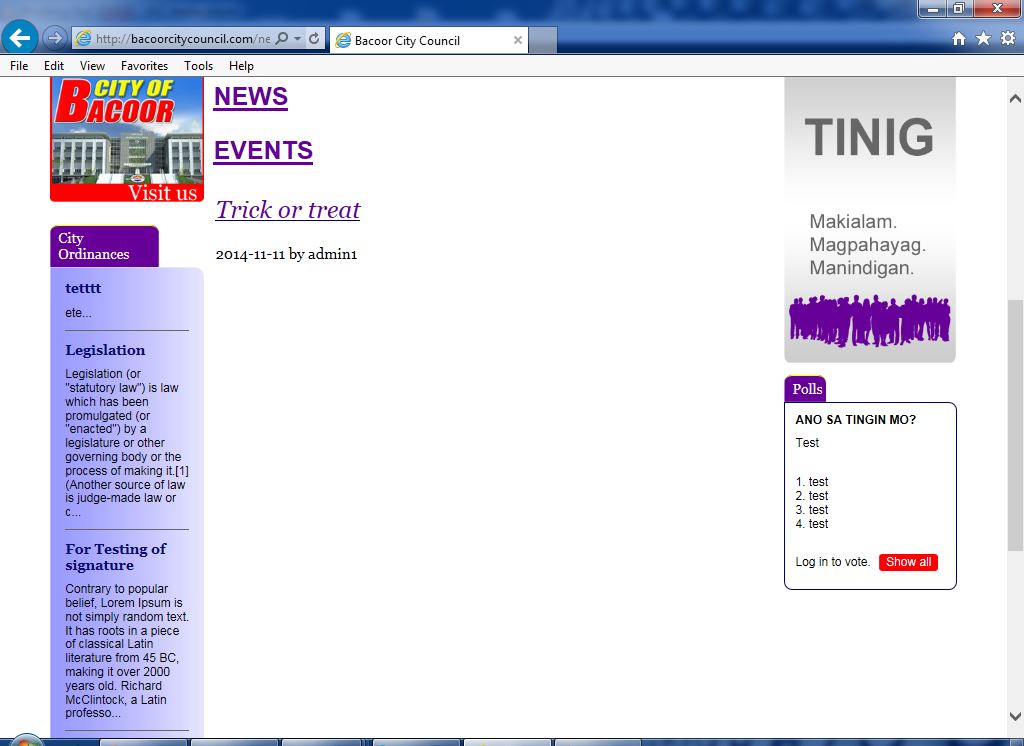 http://bacoorcitycouncil.com/ne
Bacoor City Council
File Edit View Favorites Tools Help
CITY OF
BACOOR
Visit us
City
Ordinances
tetttt
ete...
Legislation
Legislation (or
"statutory law") is law
which has been
promulgated (or
"enacted") by a
legislature or other
governing body or the
process of making it.[1]
(Another source of law
is judge-made law or
c...
For Testing of
signature
Contrary to popular
belief, Lorem Ipsum is
not simply random text.
It has roots in a piece
of classical Latin
literature from 45 BC,
making it over 2000
years old. Richard
McClintock, a Latin
professo...
NEWS
EVENTS
Trick or treat
2014-11-11 by admin1
TINIG
Makialam.
Magpahayag.
Manindigan.
Polls
ANO SA TINGIN MO?
Test
1. test
2. test
3. test
4. test
Log in to vote. Show all